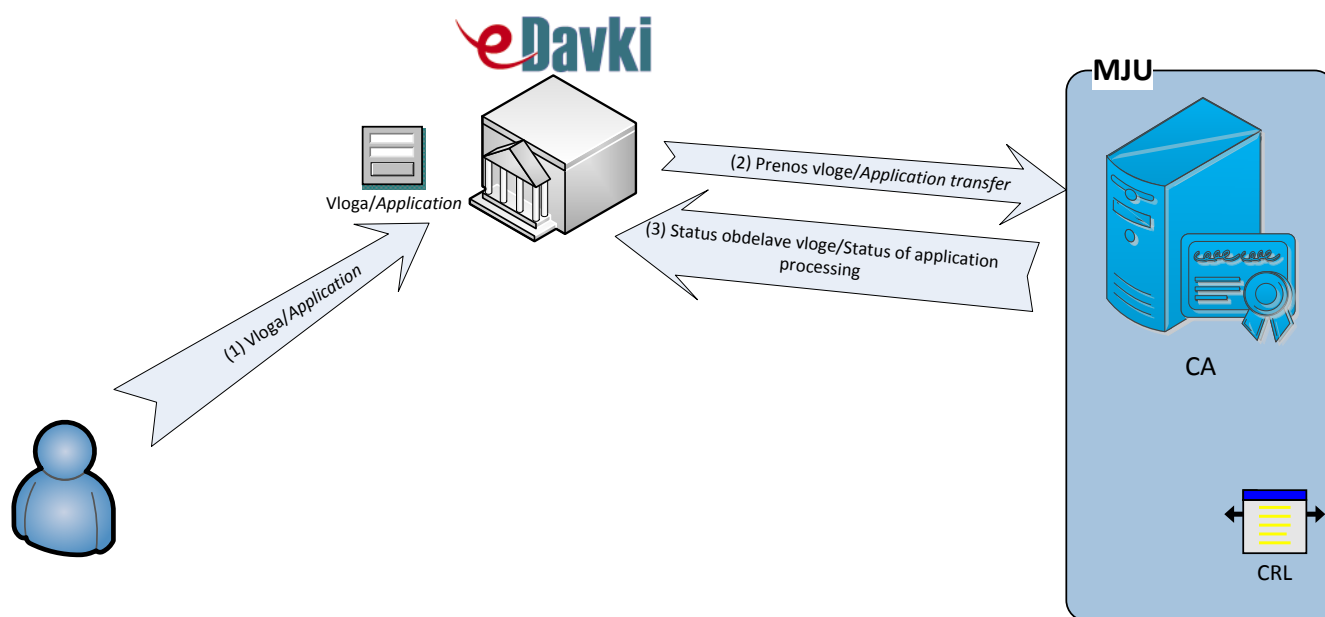 eDavki
MJU
Vloga/Application
(2) Prenos vloge/Application transfer
(3) Status obdelave vloge/Status of application
processing
(1) Vloga/Application
CA
CRL